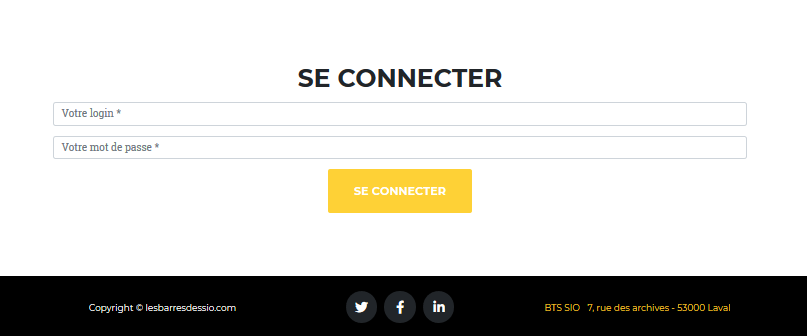 SE CONNECTER
Votre login *
Votre mot de passe *
SE CONNECTER
Copyright © lesbarresdessio.com
BTS SIO 7, rue des archives - 53000 Laval